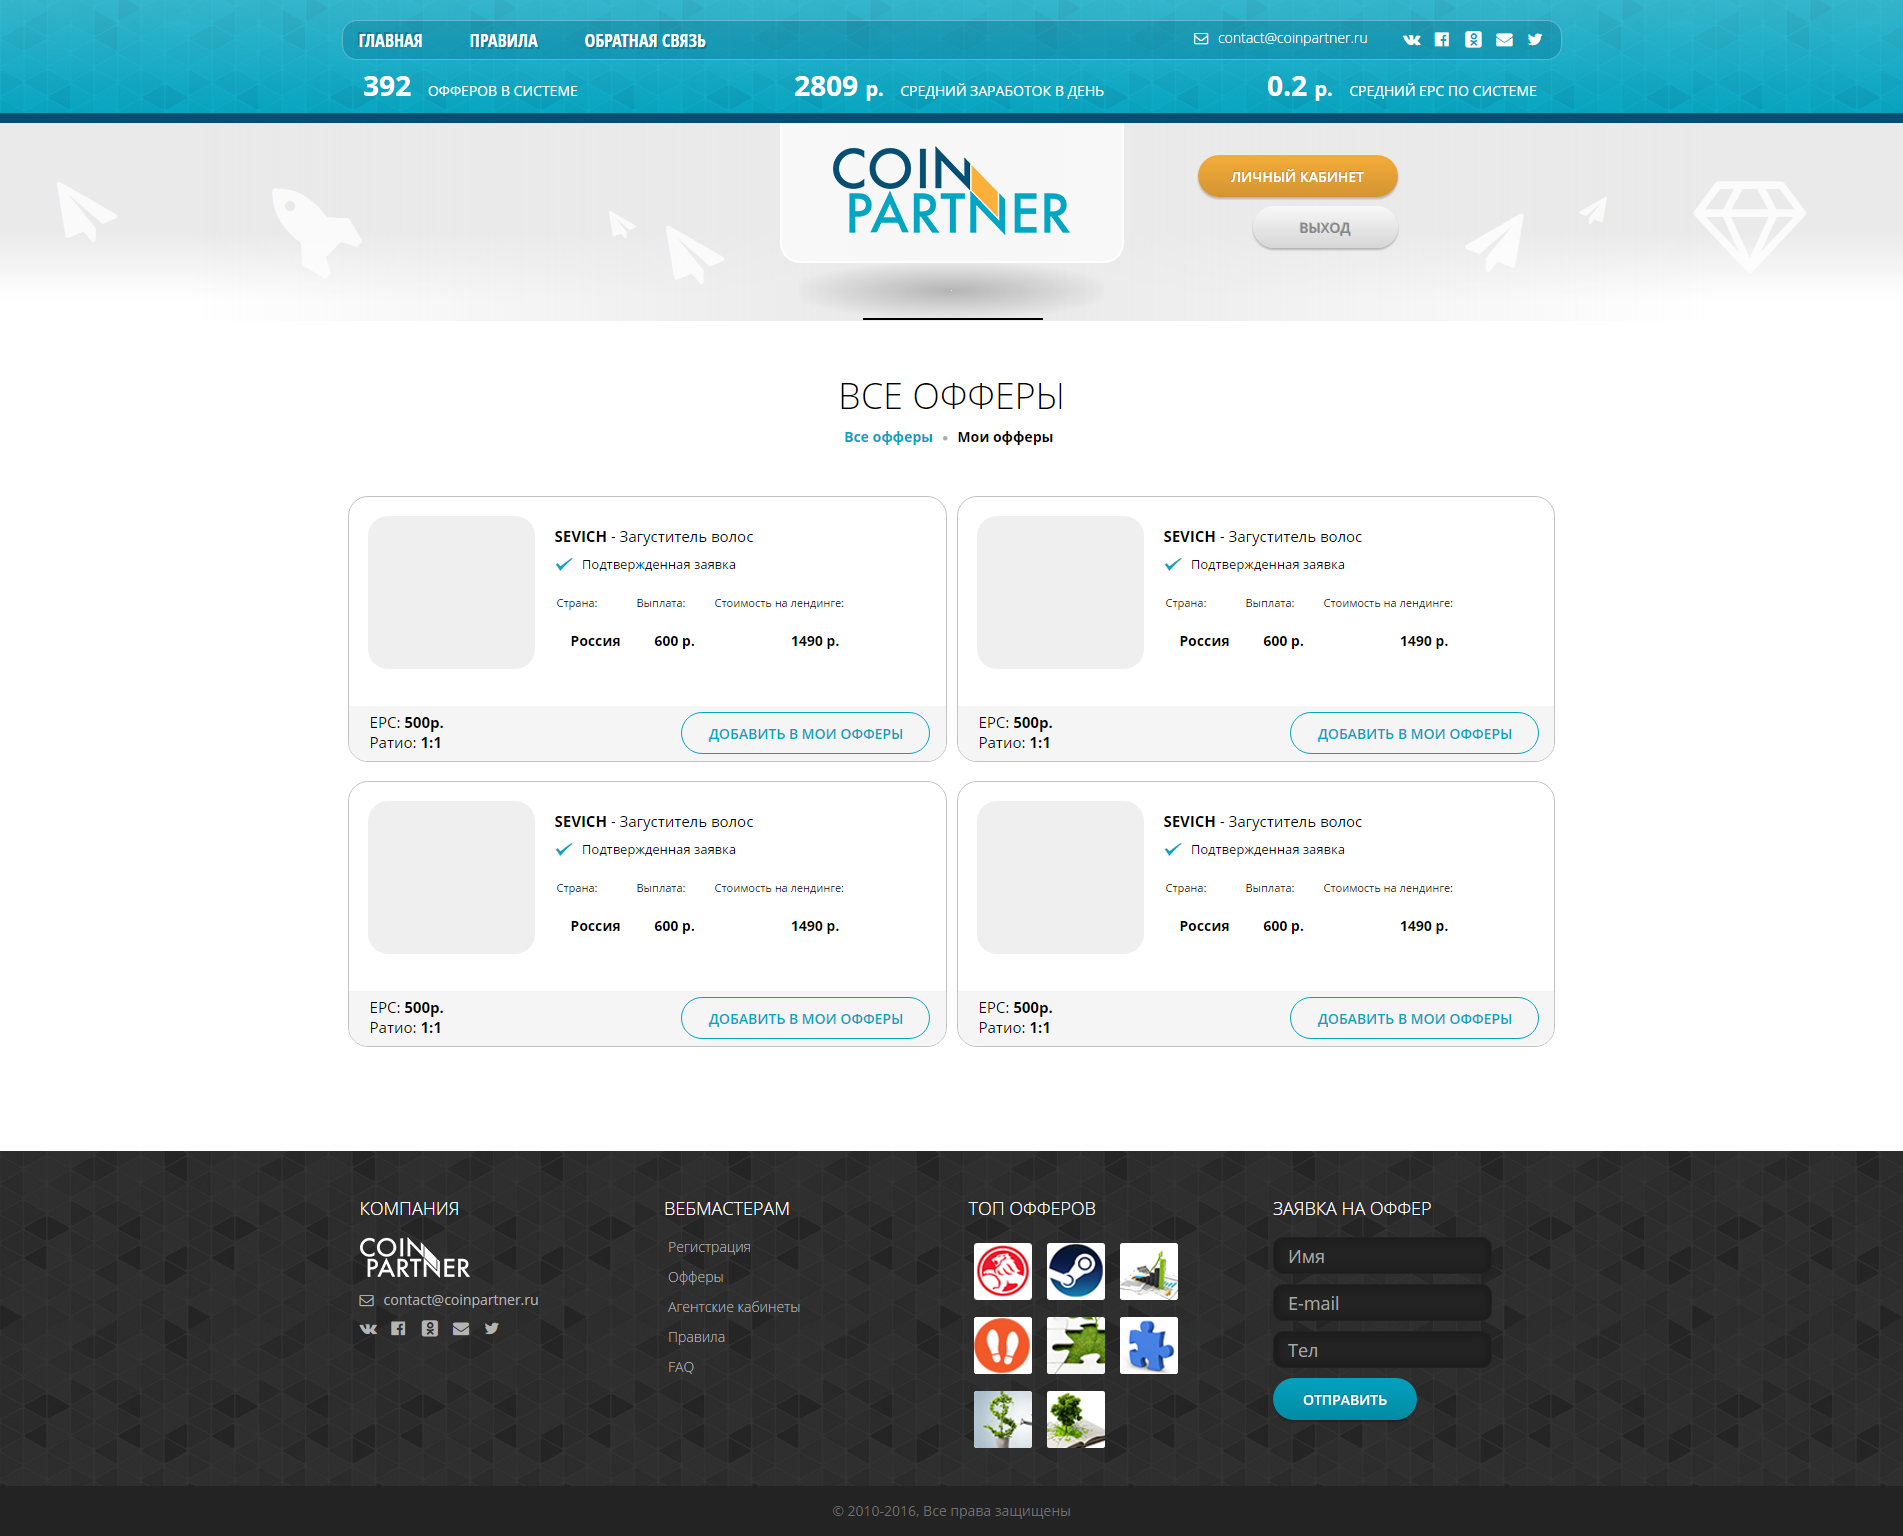 ГЛАВНАЯ ПРАВИЛА ОБРАТНАЯ СВЯЗЬ contact@coinpartner.ru
392 ОФФЕРОВ В СИСТЕМЕ 2809 р. СРЕДНИЙ ЗАРАБОТОК В ДЕНЬ 0.2 р. СРЕДНИЙ EPC ПО СИСТЕМЕ
COIN
PARTNER
ЛИЧНЫЙ КАБИНЕТ
ВЫХОД
ВСЕ ОФФЕРЫ
Все офферы • Мои офферы
SEVICH - Загуститель волос
Подтвержденная заявка
Страна: Выплата: Стоимость на лендинге:
Россия 600 р. 1490 р.
EPC: 500р.
Ратио: 1:1
ДОБАВИТЬ В МОИ ОФФЕРЫ
SEVICH - Загуститель волос
Подтвержденная заявка
Страна: Выплата: Стоимость на лендинге:
Россия 600 р. 1490 р.
EPC: 500р.
Ратио: 1:1
ДОБАВИТЬ В МОИ ОФФЕРЫ
SEVICH - Загуститель волос
Подтвержденная заявка
Страна: Выплата: Стоимость на лендинге:
Россия 600 р. 1490 р.
EPC: 500р.
Ратио: 1:1
ДОБАВИТЬ В МОИ ОФФЕРЫ
SEVICH - Загуститель волос
Подтвержденная заявка
Страна: Выплата: Стоимость на лендинге:
Россия 600 р. 1490 р.
EPC: 500р.
Ратио: 1:1
ДОБАВИТЬ В МОИ ОФФЕРЫ
КОМПАНИЯ
COIN
PARTNER
contact@coinpartner.ru
ВЕБМАСТЕРАМ
Регистрация
Офферы
Агентские кабинеты
Правила
FAQ
ТОП ОФФЕРОВ
ЗАЯВКА НА ОФФЕР
Имя
E-mail
Тел
ОТПРАВИТЬ
© 2010-2016, Все права защищены